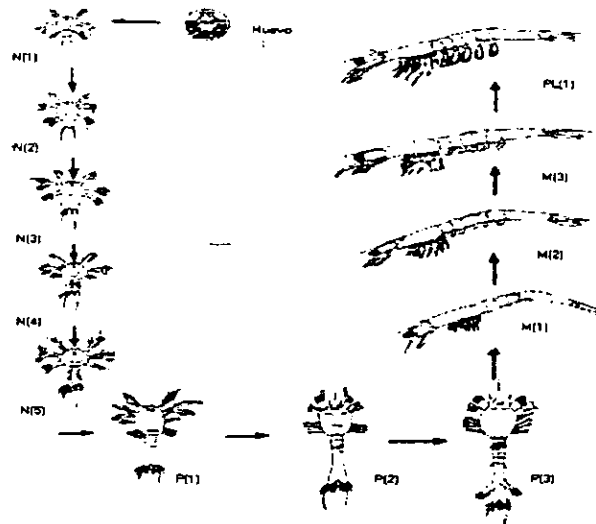 Huevo
N(1)
N(2)
N(3)
N(4)
N(5)
P(1)
P(2)
P(3)
M(1)
M(2)
M(3)
PL(1)